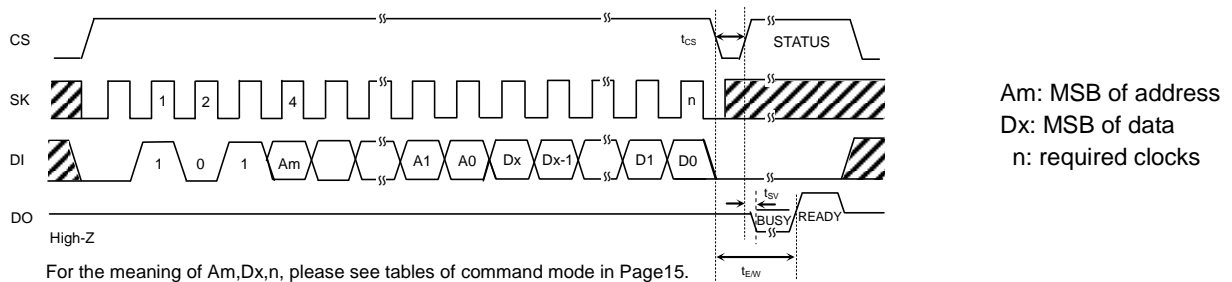 CS
tCS
STATUS
SK
1 2 4 n
DI
1 0 1 Am A1 A0 Dx Dx-1 D1 D0
tSV
DO
BUSY READY
High-Z
tE/W
For the meaning of Am,Dx,n, please see tables of command mode in Page15.
Am: MSB of address
Dx: MSB of data
n: required clocks